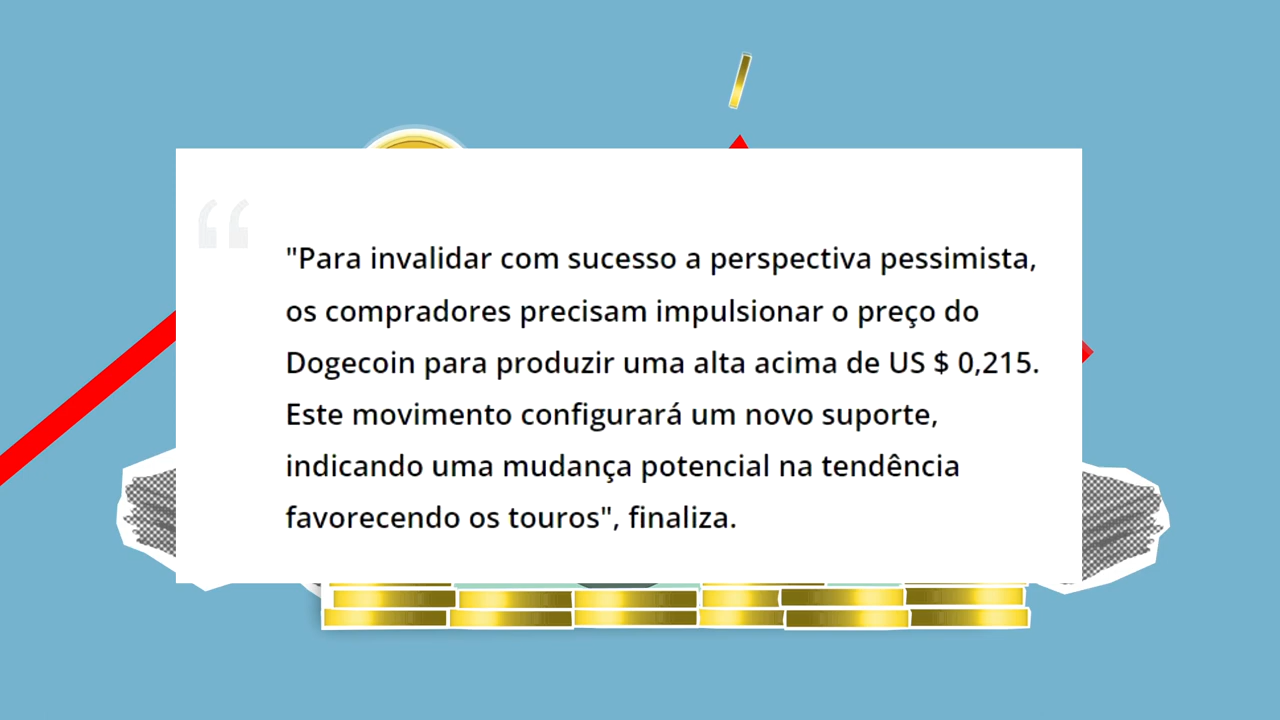 "Para invalidar com sucesso a perspectiva pessimista,
os compradores precisam impulsionar o preço do
Dogecoin para produzir uma alta acima de US $ 0,215.
Este movimento configurará um novo suporte,
indicando uma mudança potencial na tendência
favorecendo os touros", finaliza.